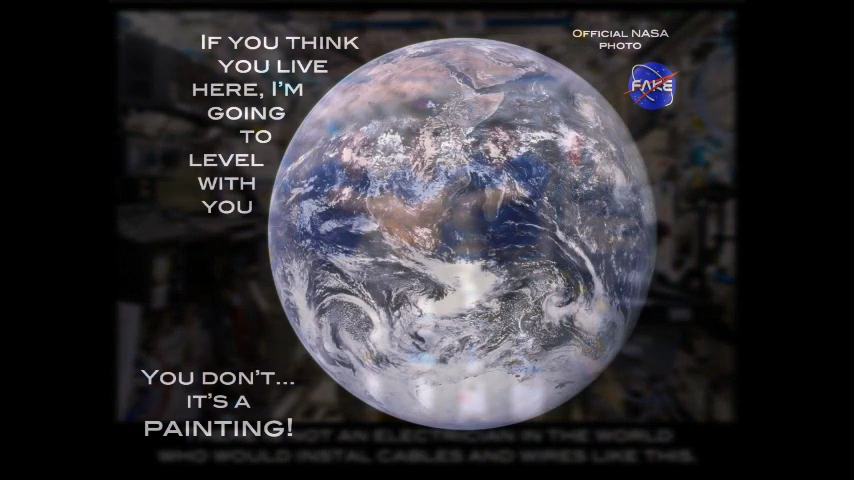 If you think
you live
here, I'm
going
to
level
with
you
Official NASA
photo
FAKE
You don't...
it's a
painting!
NOT AN ELECTRICIAN IN THE WORLD
WHO WOULD INSTAL CABLES AND WIRES LIKE THIS.